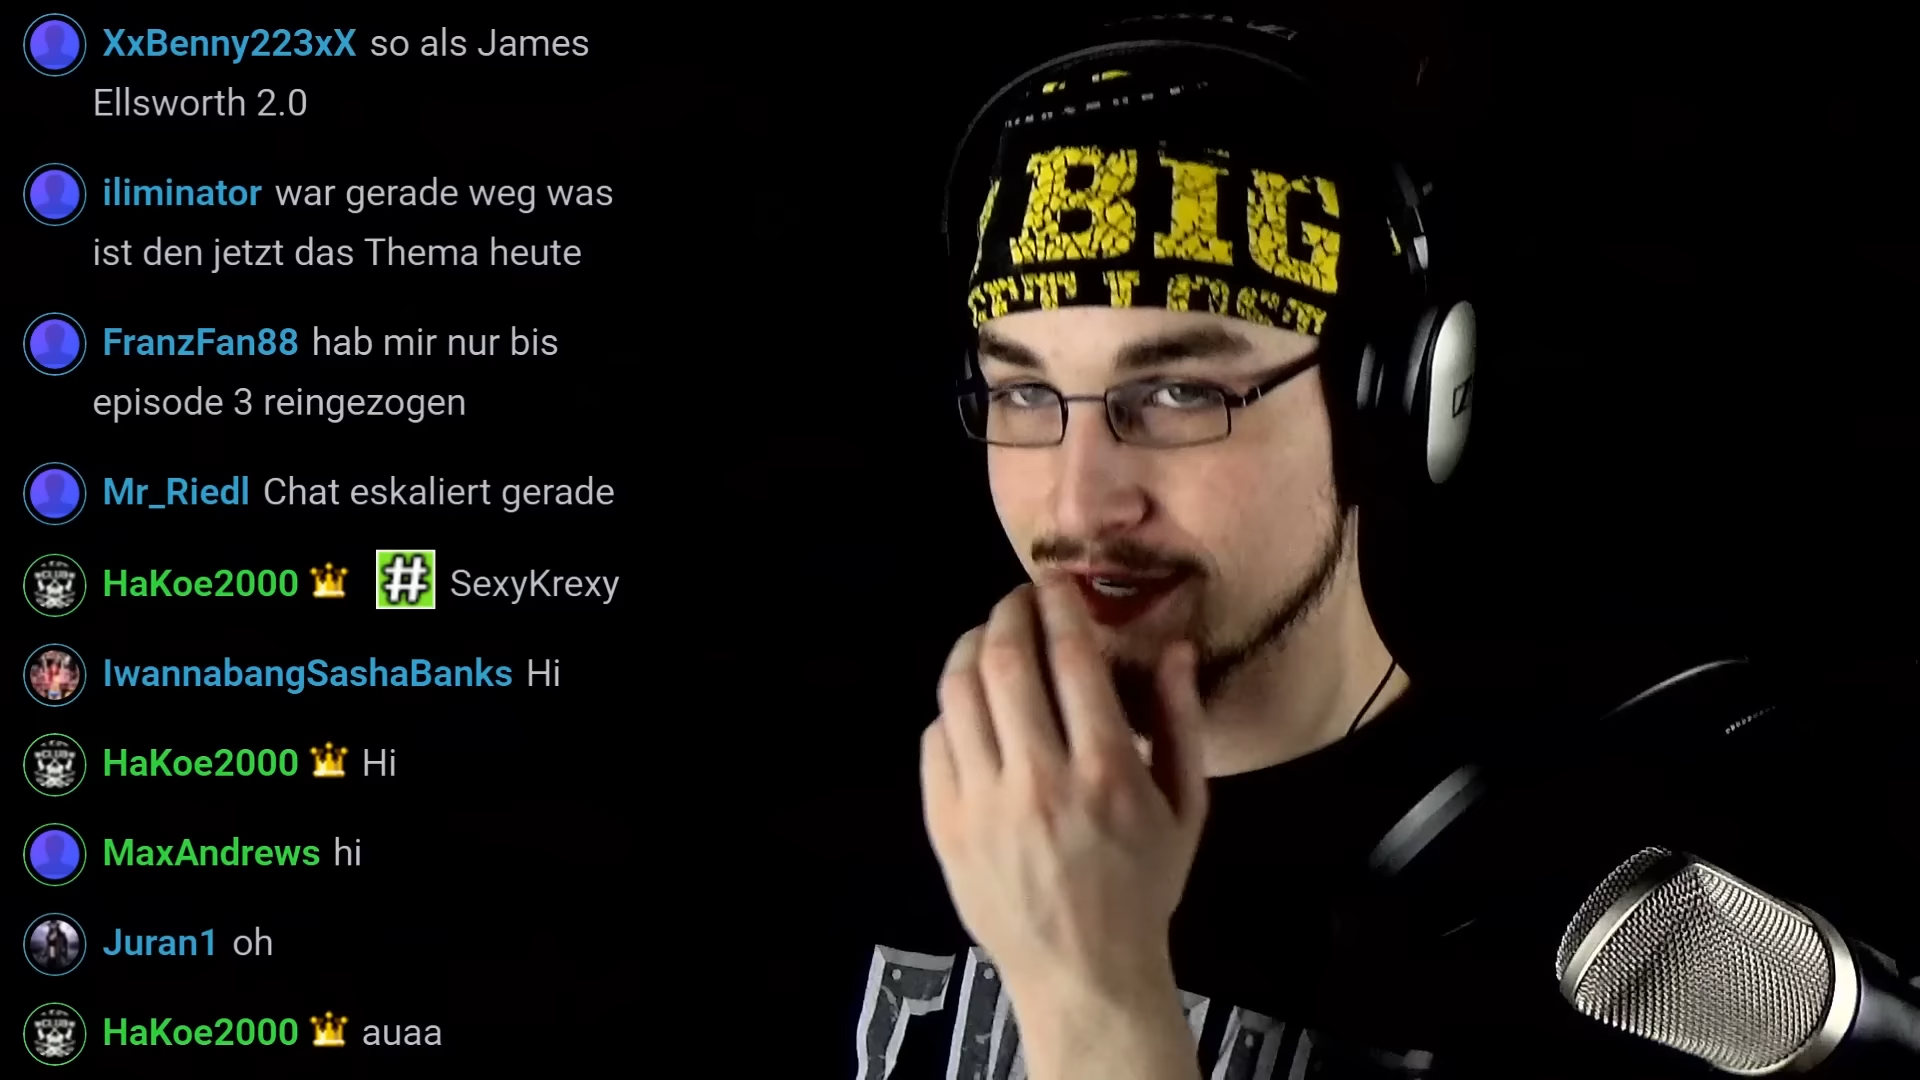 XxBenny223xX so als James
Ellsworth 2.0
iliminator war gerade weg was
ist den jetzt das Thema heute
FranzFan88 hab mir nur bis
episode 3 reingezogen
Mr_Riedl Chat eskaliert gerade
HaKoe2000 # SexyKrexy
IwannabangSashaBanks Hi
HaKoe2000 Hi
MaxAndrews hi
Juran1 oh
HaKoe2000 auaa
BIG